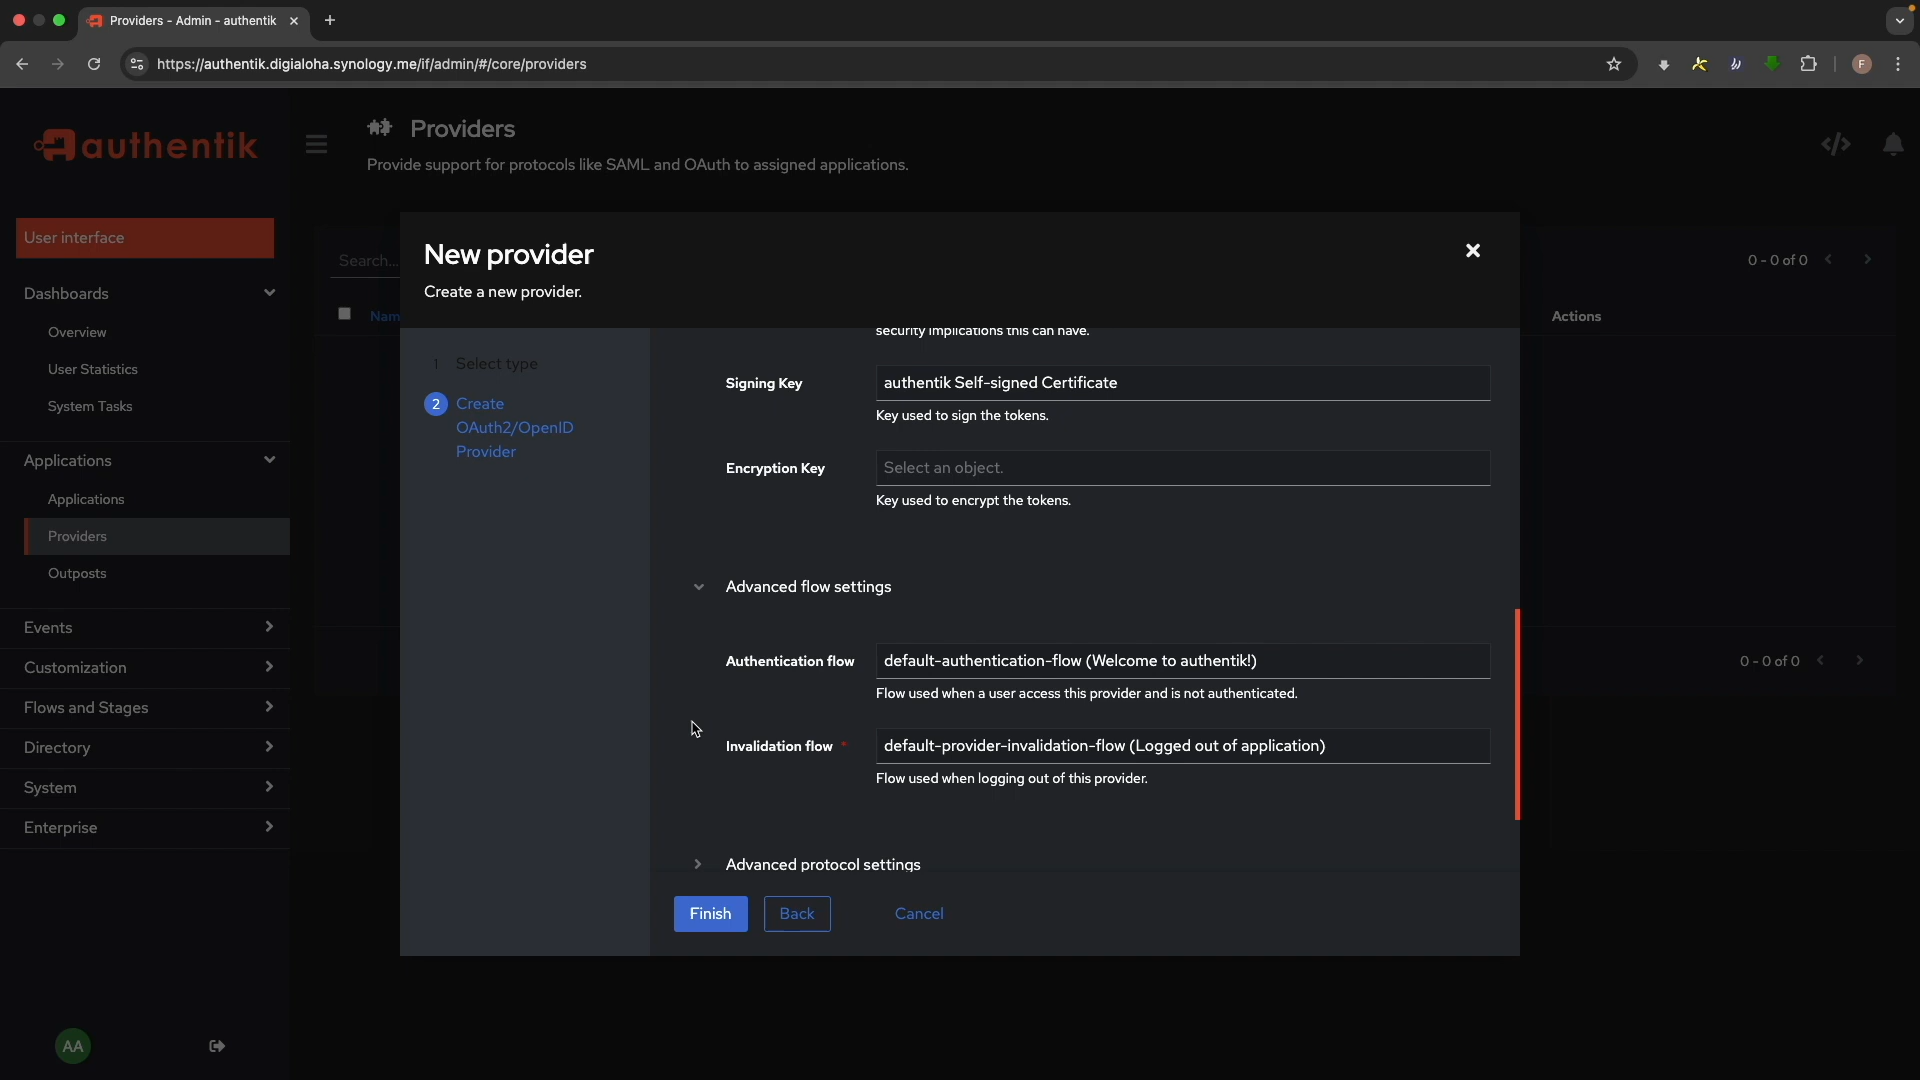 Providers - Admin - authentik
https://authentik.digialoha.synology.me/if/admin/#/core/providers
F
authentik
Providers
Provide support for protocols like SAML and OAuth to assigned applications.
User interface
Dashboards
Overview
User Statistics
System Tasks
Applications
Applications
Providers
Outposts
Events
Customization
Flows and Stages
Directory
System
Enterprise
AA
Search...
0 - 0 of 0
Nam
Actions
0 - 0 of 0
New provider
Create a new provider.
1 Select type
2 Create
OAuth2/OpenID
Provider
security implications this can have.
Signing Key
authentik Self-signed Certificate
Key used to sign the tokens.
Encryption Key
Select an object.
Key used to encrypt the tokens.
Advanced flow settings
Authentication flow
default-authentication-flow (Welcome to authentik!)
Flow used when a user access this provider and is not authenticated.
Invalidation flow *
default-provider-invalidation-flow (Logged out of application)
Flow used when logging out of this provider.
Advanced protocol settings
Finish
Back
Cancel